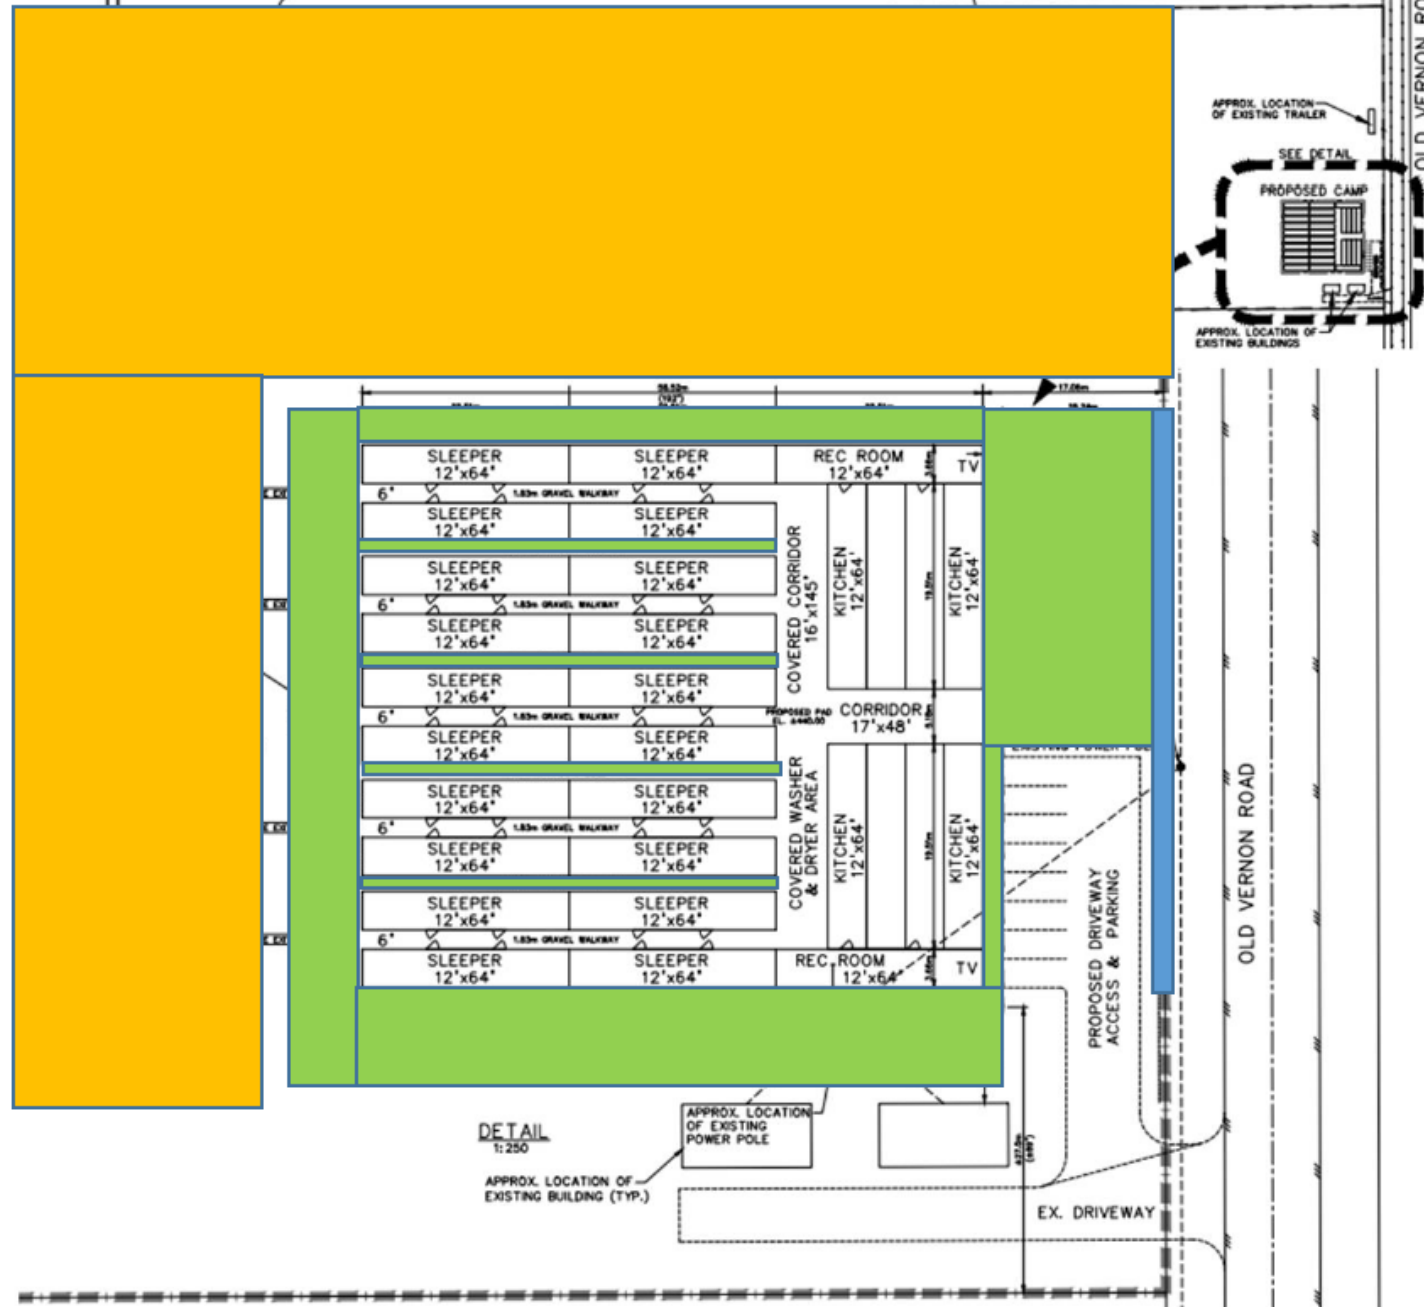 OLD VERNON RO
APPROX. LOCATION
OF EXISTING TRAILER
SEE DETAIL
PROPOSED CAMP
APPROX. LOCATION OF
EXISTING BUILDINGS
58.52m
(192')
17.08m
SLEEPER
12'x64'
SLEEPER
12'x64'
REC ROOM
12'x64'
TV
6'
1.83m GRAVEL WALKWAY
SLEEPER
12'x64'
SLEEPER
12'x64'
SLEEPER
12'x64'
SLEEPER
12'x64'
6'
1.83m GRAVEL WALKWAY
SLEEPER
12'x64'
SLEEPER
12'x64'
COVERED CORRIDOR
16'x145'
KITCHEN
12'x64'
KITCHEN
12'x64'
SLEEPER
12'x64'
SLEEPER
12'x64'
6'
1.83m GRAVEL WALKWAY
PROPOSED PAD
CORRIDOR
17'x48'
SLEEPER
12'x64'
SLEEPER
12'x64'
SLEEPER
12'x64'
SLEEPER
12'x64'
6'
1.83m GRAVEL WALKWAY
SLEEPER
12'x64'
SLEEPER
12'x64'
COVERED WASHER
& DRYER AREA
KITCHEN
12'x64'
KITCHEN
12'x64'
SLEEPER
12'x64'
SLEEPER
12'x64'
6'
1.83m GRAVEL WALKWAY
SLEEPER
12'x64'
SLEEPER
12'x64'
REC ROOM
12'x64'
TV
PROPOSED DRIVEWAY
ACCESS & PARKING
OLD VERNON ROAD
DETAIL
1:250
APPROX. LOCATION
OF EXISTING
POWER POLE
APPROX. LOCATION OF
EXISTING BUILDING (TYP.)
EX. DRIVEWAY